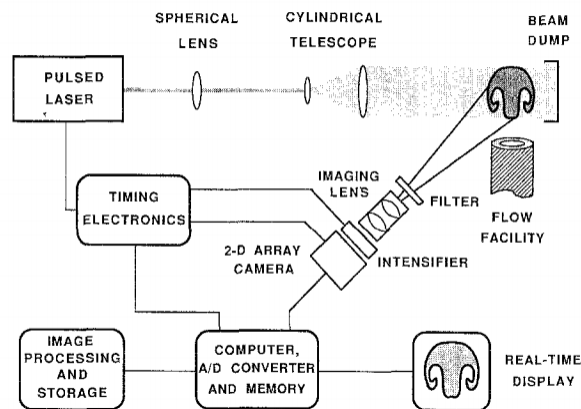 SPHERICAL
LENS
CYLINDRICAL
TELESCOPE
BEAM
DUMP
PULSED
LASER
IMAGING
LENS
FILTER
FLOW
FACILITY
TIMING
ELECTRONICS
2-D ARRAY
CAMERA
INTENSIFIER
IMAGE
PROCESSING
AND
STORAGE
COMPUTER,
A/D CONVERTER
AND MEMORY
REAL-TIME
DISPLAY